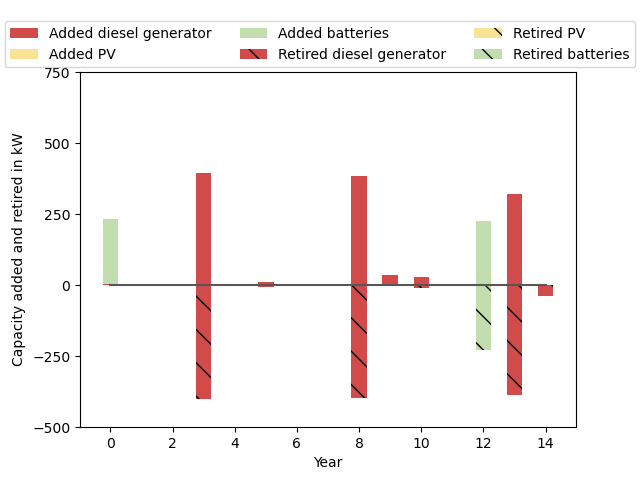 Added diesel generator
Added PV
Added batteries
Retired diesel generator
Retired PV
Retired batteries
750
500
250
0
−250
−500
Capacity added and retired in kW
0 2 4 6 8 10 12 14
Year